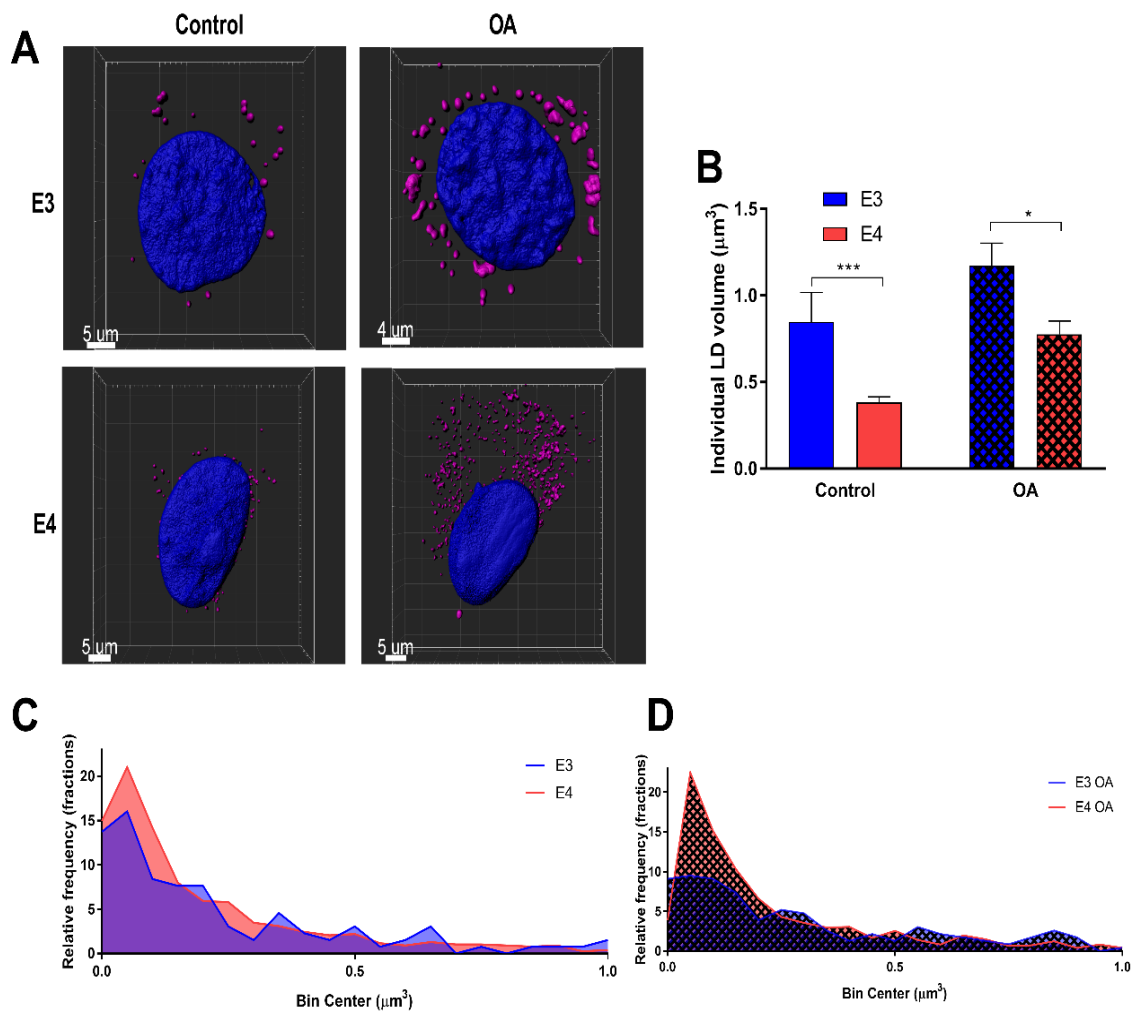 A
Control
OA
E3
5 um
4 um
E4
5 um
5 um
B
E3
E4
Individual LD volume (μm³)
1.5
1.0
0.5
0.0
***
*
Control
OA
C
Relative frequency (fractions)
20
15
10
5
0
E3
E4
0.0
0.5
1.0
Bin Center (μm³)
D
Relative frequency (fractions)
20
15
10
5
0
E3 OA
E4 OA
0.0
0.5
1.0
Bin Center (μm³)